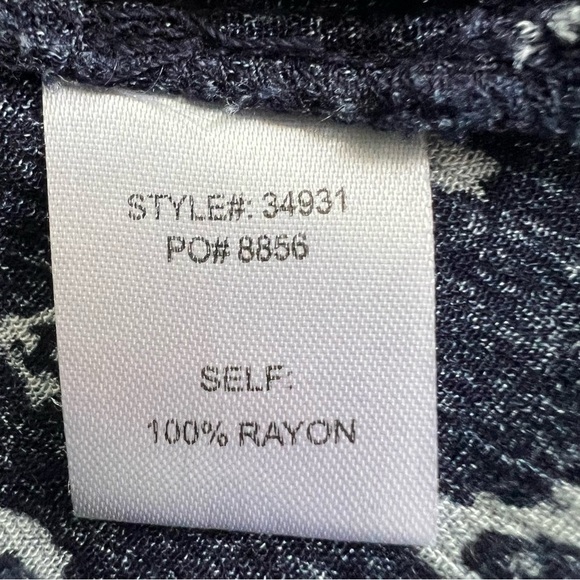 STYLE#: 34931
PO# 8856
SELF:
100% RAYON